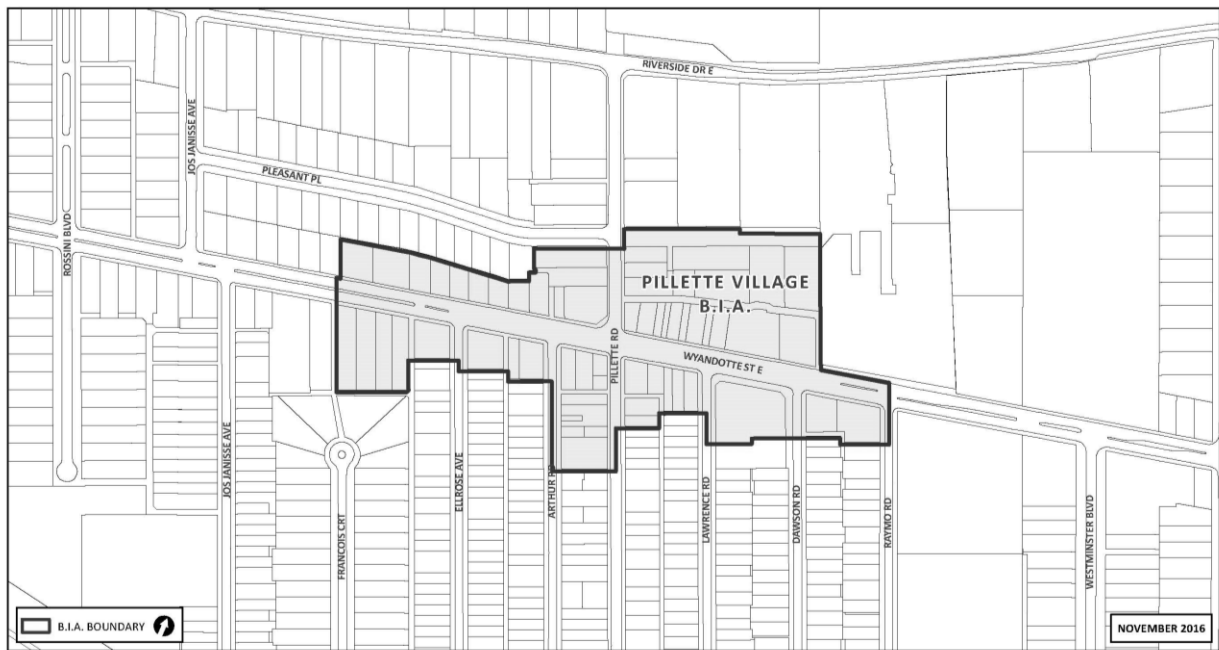 RIVERSIDE DR E
JOS JANISSE AVE
PLEASANT PL
ROSSINI BLVD
PILLETTE VILLAGE
B.I.A.
PILLETTE RD
WYANDOTTE ST E
JOS JANISSE AVE
FRANCOIS CRT
ELLROSE AVE
ARTHUR RD
LAWRENCE RD
DAWSON RD
RAYMO RD
WESTMINSTER BLVD
B.I.A. BOUNDARY
NOVEMBER 2016